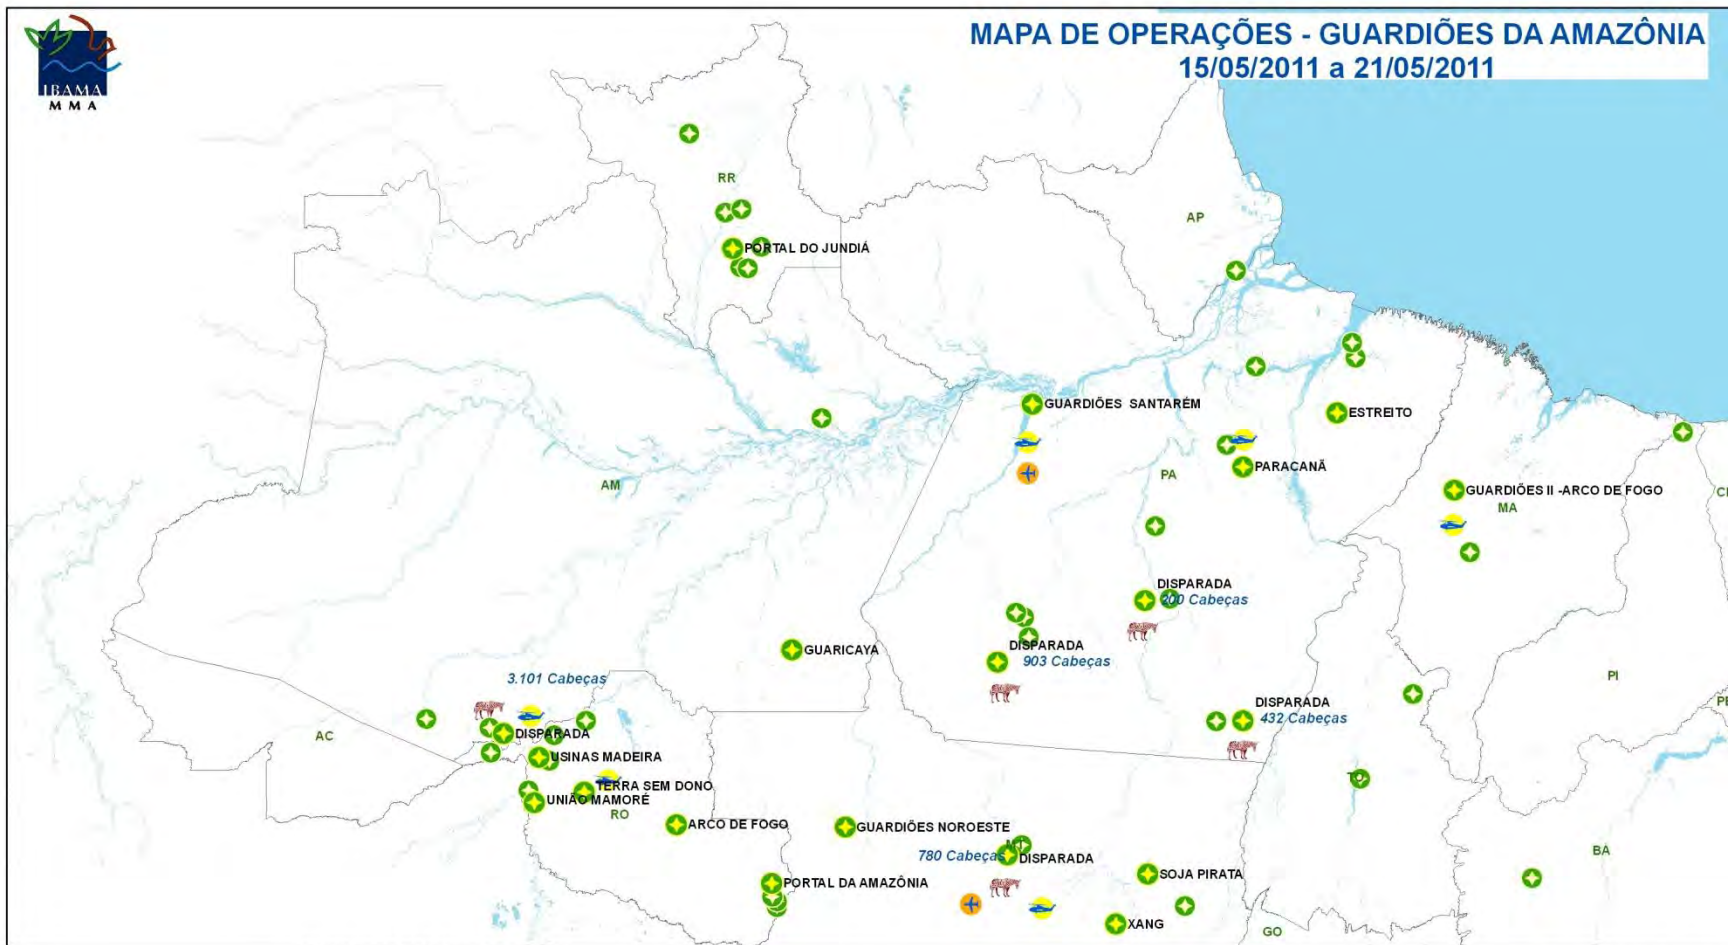 MAPA DE OPERAÇÕES - GUARDIÕES DA AMAZÔNIA
15/05/2011 a 21/05/2011
IBAMA
MMA
RR
PORTAL DO JUNDIÁ
AP
GUARDIÕES SANTARÉM
ESTREITO
PARACANÃ
PA
AM
GUARDIÕES II -ARCO DE FOGO
MA
DISPARADA
200 Cabeças
GUARICAYA
DISPARADA
903 Cabeças
3.101 Cabeças
PI
DISPARADA
432 Cabeças
AC
DISPARADA
USINAS MADEIRA
TERRA SEM DONO
UNIÃO MAMORÉ
RO
TO
ARCO DE FOGO
GUARDIÕES NOROESTE
MT
780 Cabeças
DISPARADA
BA
PORTAL DA AMAZÔNIA
SOJA PIRATA
XANG
GO